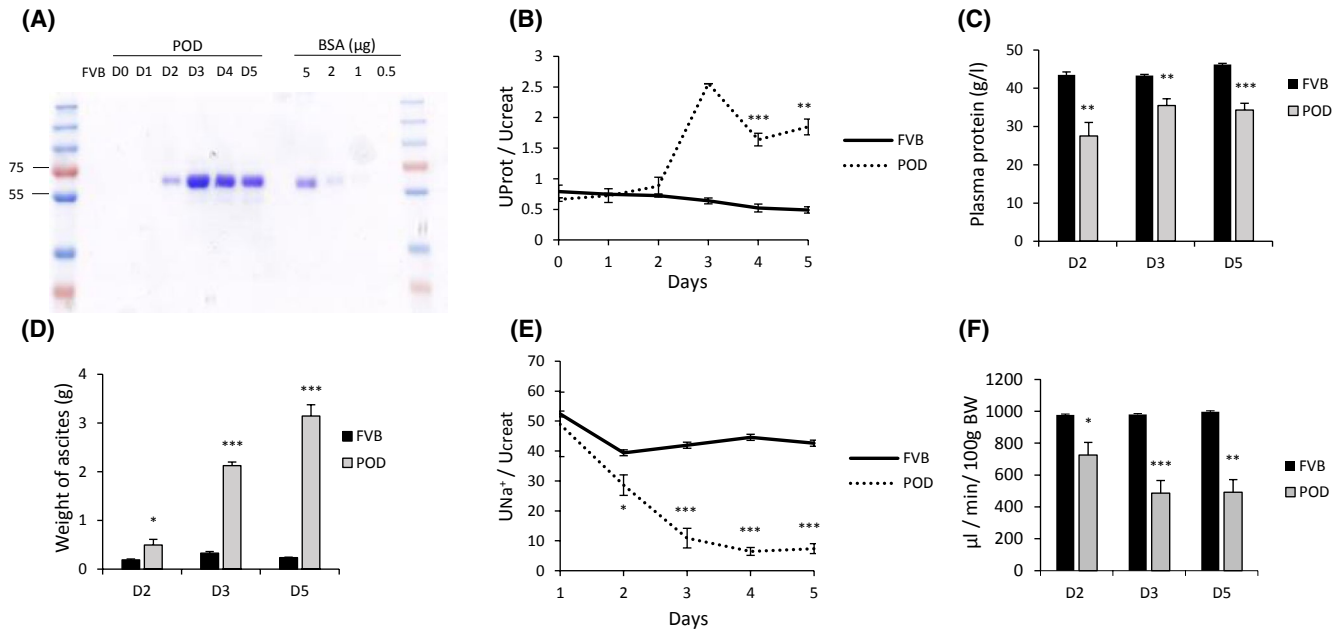 (A)
POD
BSA (µg)
FVB D0 D1 D2 D3 D4 D5 5 2 1 0.5
75
55
(B)
UProt / Ucreat
3
2.5
2
1.5
1
0.5
0
***
**
0 1 2 3 4 5
Days
FVB
POD
(C)
Plasma protein (g/l)
50
40
30
20
10
0
**
**
***
D2 D3 D5
FVB
POD
(D)
Weight of ascites (g)
4
3
2
1
0
*
***
***
D2 D3 D5
FVB
POD
(E)
UNa⁺ / Ucreat
70
60
50
40
30
20
10
0
*
***
***
***
1 2 3 4 5
Days
FVB
POD
(F)
µl / min/ 100g BW
1200
1000
800
600
400
200
0
*
***
**
D2 D3 D5
FVB
POD